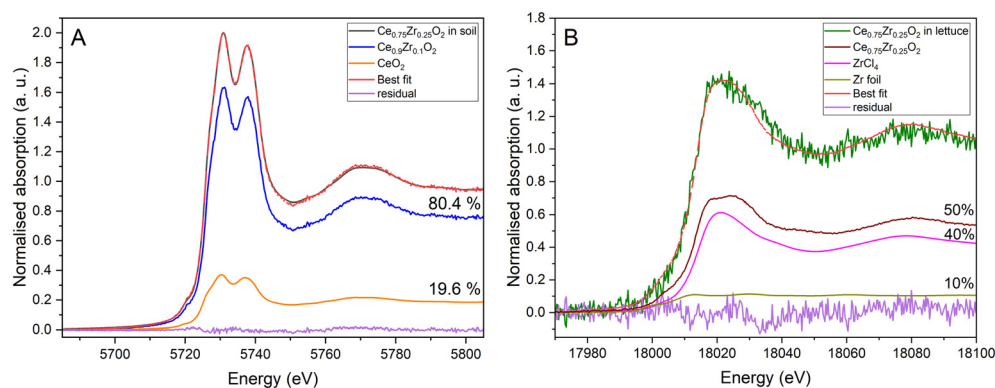 A
Ce0.75Zr0.25O2 in soil
Ce0.9Zr0.1O2
CeO2
Best fit
residual
80.4 %
19.6 %
2.0
1.8
1.6
1.4
1.2
1.0
0.8
0.6
0.4
0.2
0.0
Normalised absorption (a. u.)
5700 5720 5740 5760 5780 5800
Energy (eV)
B
Ce0.75Zr0.25O2 in lettuce
Ce0.75Zr0.25O2
ZrCl4
Zr foil
Best fit
residual
50%
40%
10%
1.8
1.6
1.4
1.2
1.0
0.8
0.6
0.4
0.2
0.0
Normalised absorption (a. u.)
17980 18000 18020 18040 18060 18080 18100
Energy (eV)